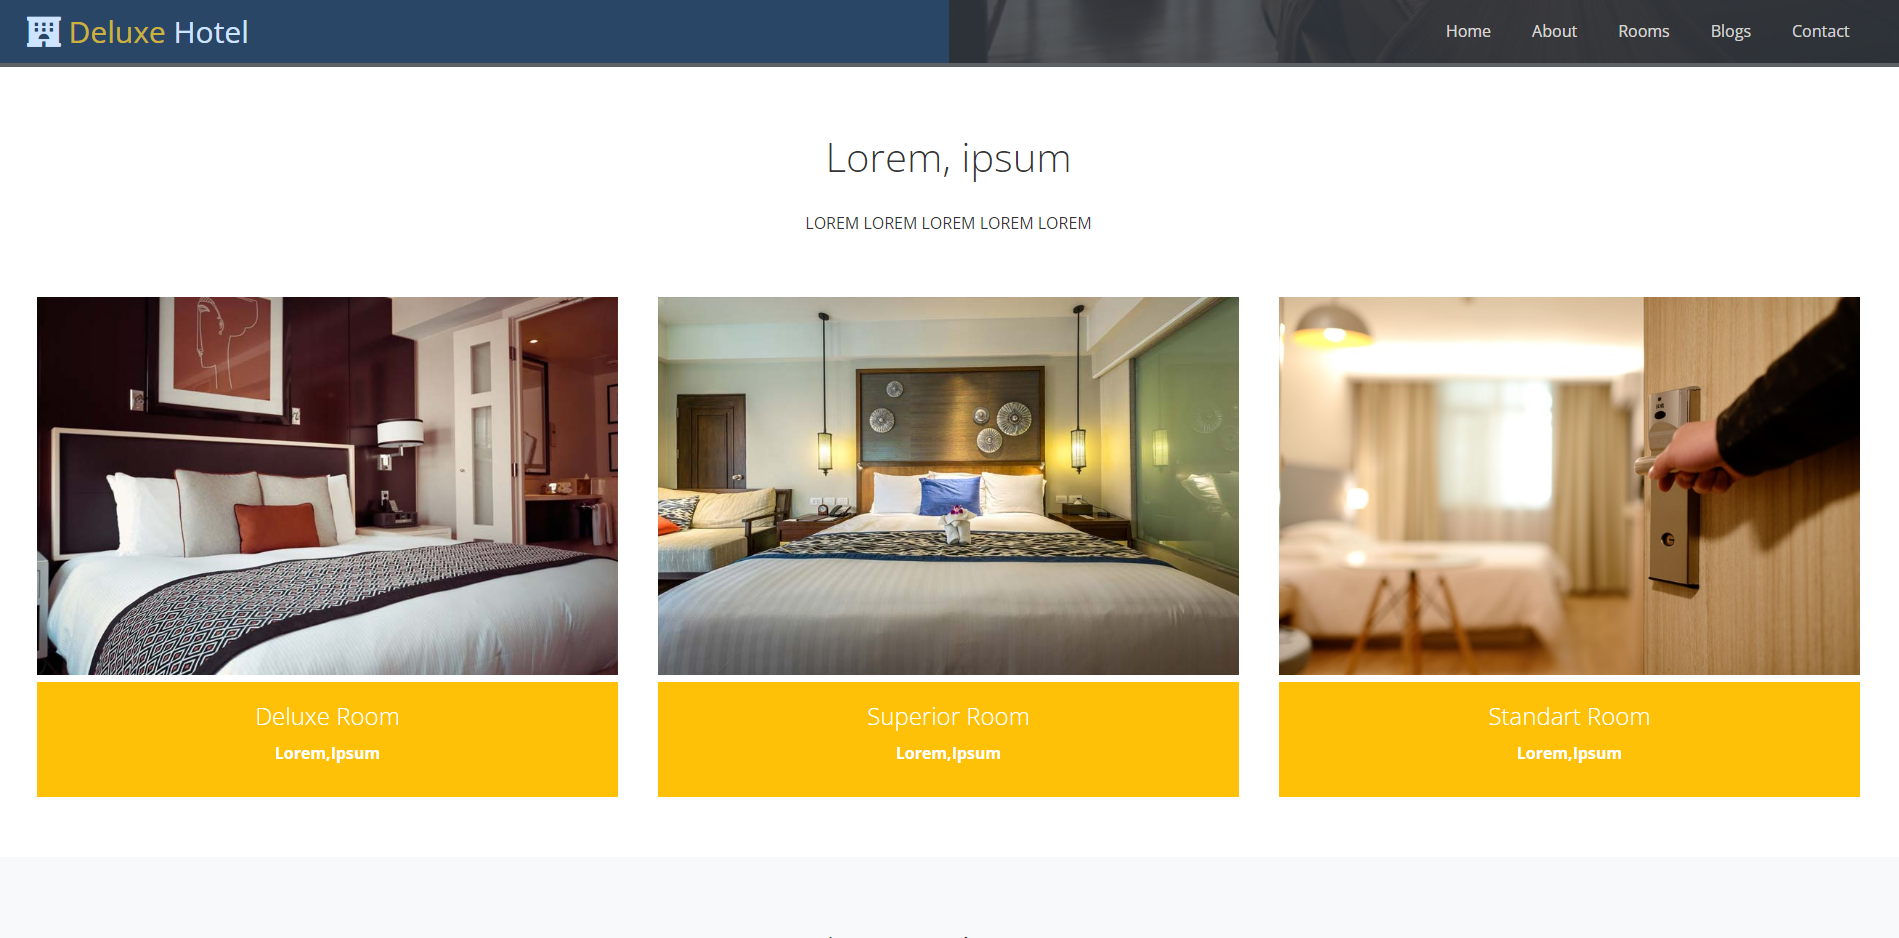 Deluxe Hotel
Home About Rooms Blogs Contact
Lorem, ipsum
LOREM LOREM LOREM LOREM LOREM
Deluxe Room
Lorem,Ipsum
Superior Room
Lorem,Ipsum
Standart Room
Lorem,Ipsum